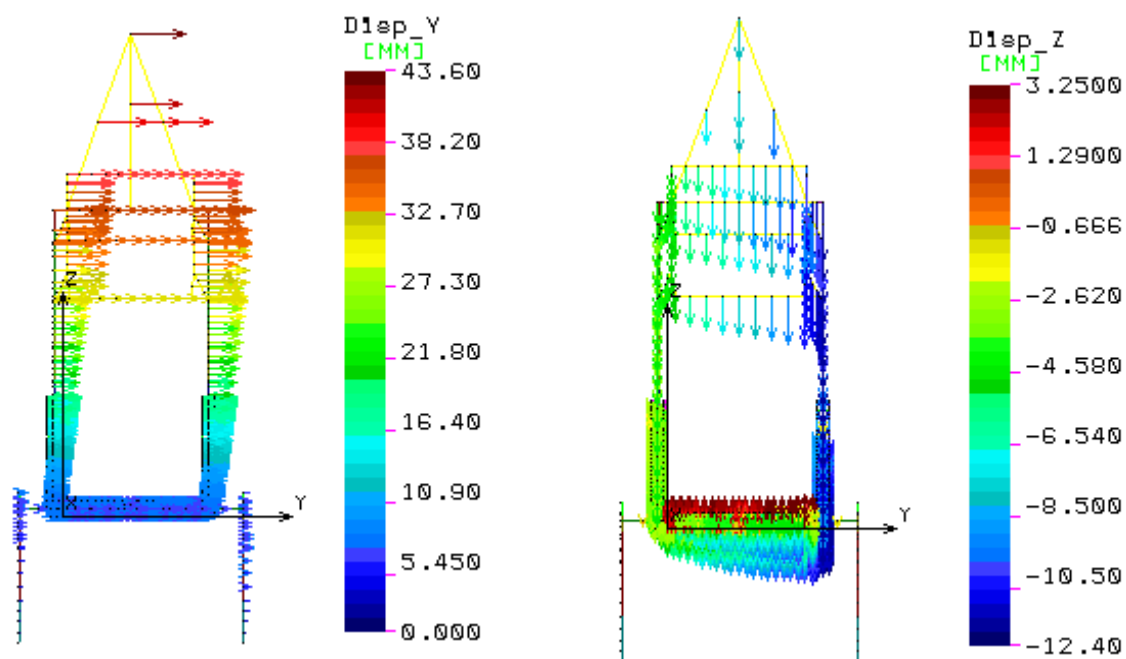 Disp_Y
[MM]
43.60
38.20
32.70
27.30
21.80
16.40
10.90
5.450
0.000
Z
X
Y
Disp_Z
[MM]
3.2500
1.2900
-0.666
-2.620
-4.580
-6.540
-8.500
-10.50
-12.40
Z
X
Y